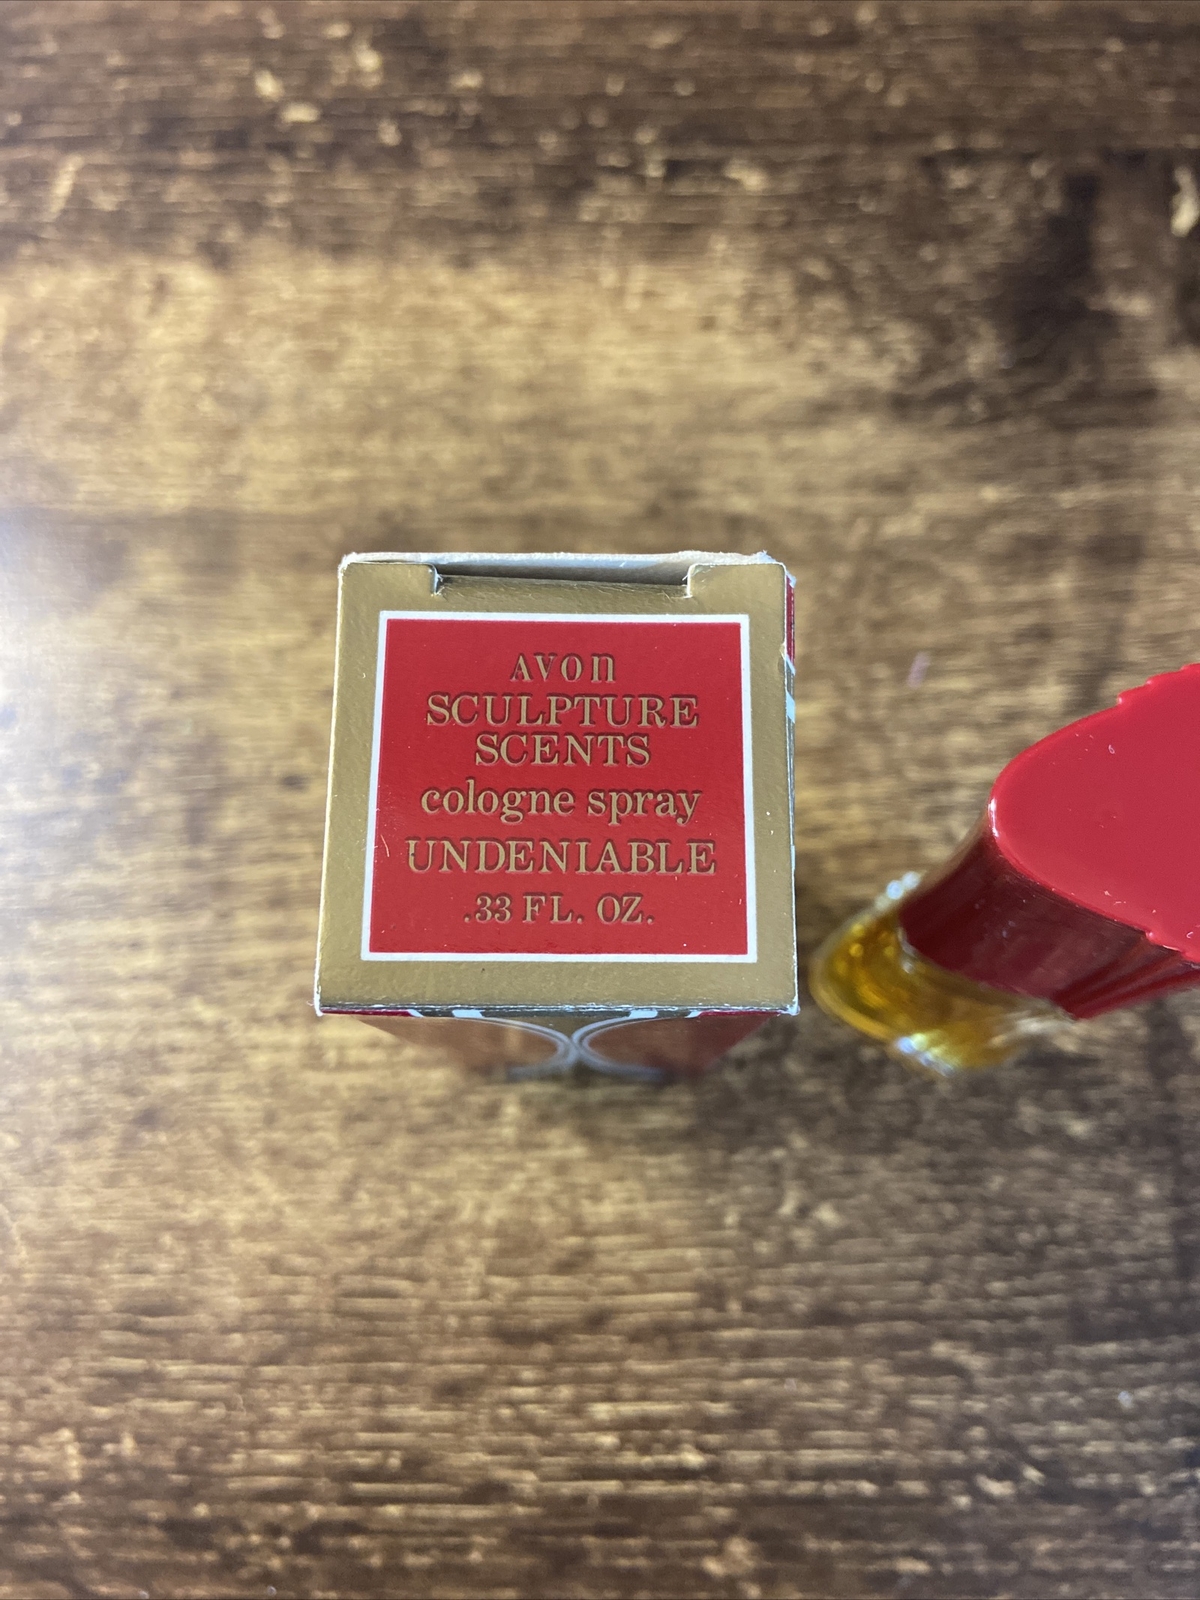 AVON
SCULPTURE
SCENTS
cologne spray
UNDENIABLE
.33 FL. OZ.